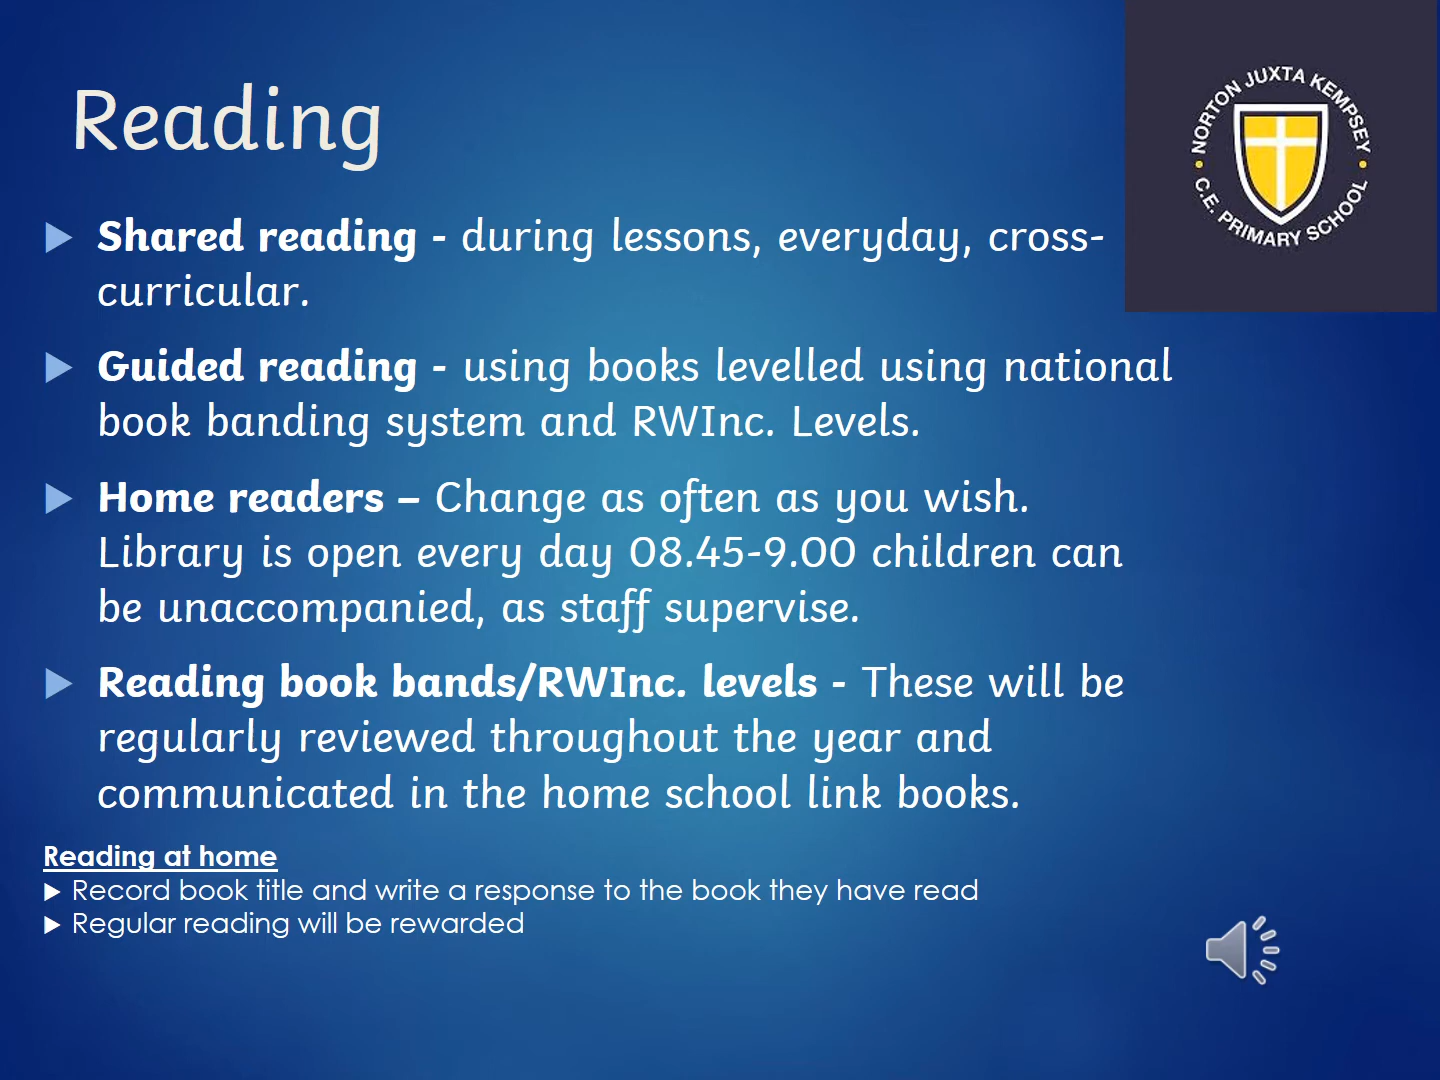 Reading
NORTON JUXTA KEMPSEY
C.E. PRIMARY SCHOOL
Shared reading - during lessons, everyday, cross-
curricular.
Guided reading - using books levelled using national
book banding system and RWInc. Levels.
Home readers – Change as often as you wish.
Library is open every day 08.45-9.00 children can
be unaccompanied, as staff supervise.
Reading book bands/RWInc. levels - These will be
regularly reviewed throughout the year and
communicated in the home school link books.
Reading at home
Record book title and write a response to the book they have read
Regular reading will be rewarded